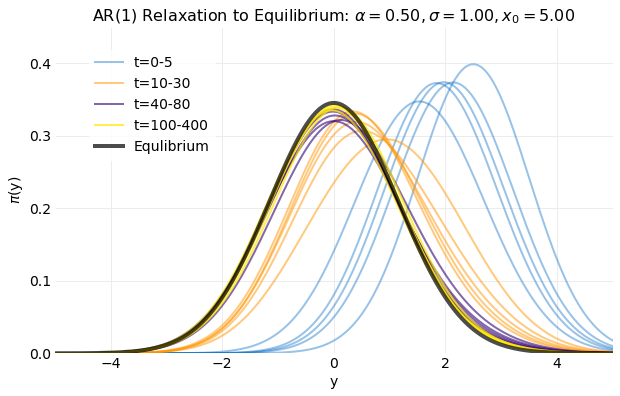 AR(1) Relaxation to Equilibrium: α = 0.50, σ = 1.00, x₀ = 5.00
t=0-5
t=10-30
t=40-80
t=100-400
Equlibrium
π(y)
0.4
0.3
0.2
0.1
0.0
−4
−2
0
2
4
y